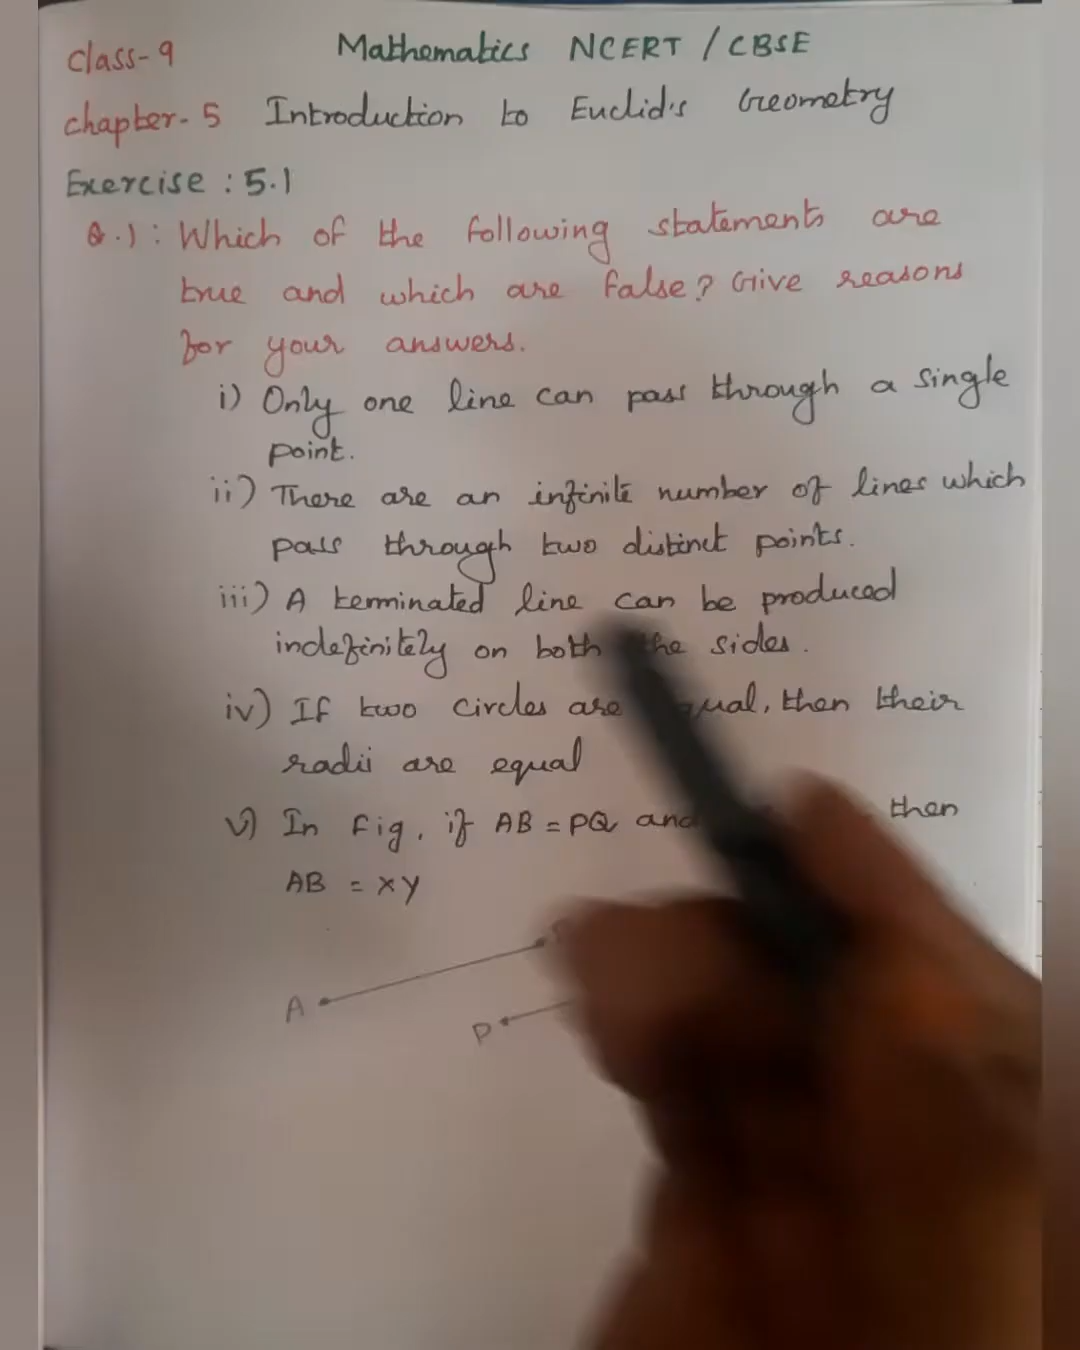 Class-9 Mathematics NCERT / CBSE
chapter-5 Introduction to Euclid's Geometry
Exercise : 5.1
Q.1: Which of the following statements are
true and which are false? Give reasons
for your answers.
i) Only one line can pass through a single
point.
ii) There are an infinite number of lines which
pass through two distinct points.
iii) A terminated line can be produced
indefinitely on both the sides.
iv) If two circles are equal, then their
radii are equal
v) In Fig, if AB = PQ and then
AB = XY
A
P